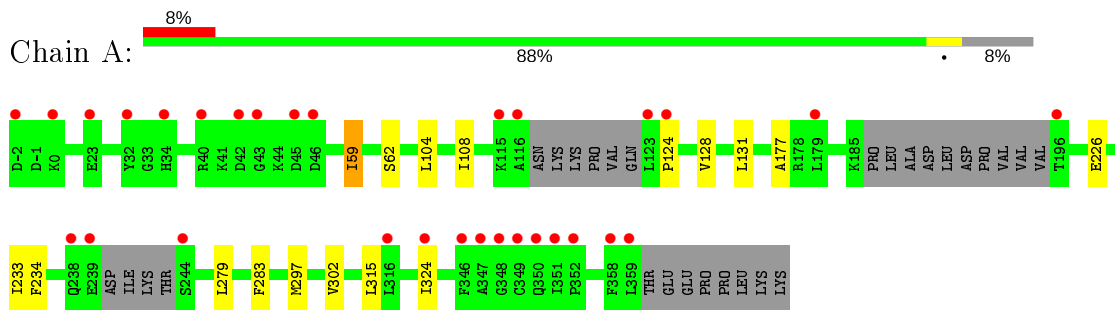 8%
Chain A:
88%
•
8%
D-2 D-1 K0 E23 Y32 G33 H34 R40 K41 D42 G43 K44 D45 D46 I59 S62 L104 I108 K115 A116 ASN LYS LYS PRO VAL GLN L123 P124 V128 L131 A177 R178 L179 K185 PRO LEU ALA ASP LEU ASP PRO VAL VAL VAL T196 E226
I233 F234 Q238 E239 ASP ILE LYS THR S244 L279 F283 M297 V302 L315 L316 I324 F346 A347 G348 C349 Q350 I351 P352 F358 L359 THR GLU GLU PRO PRO LEU LYS LYS